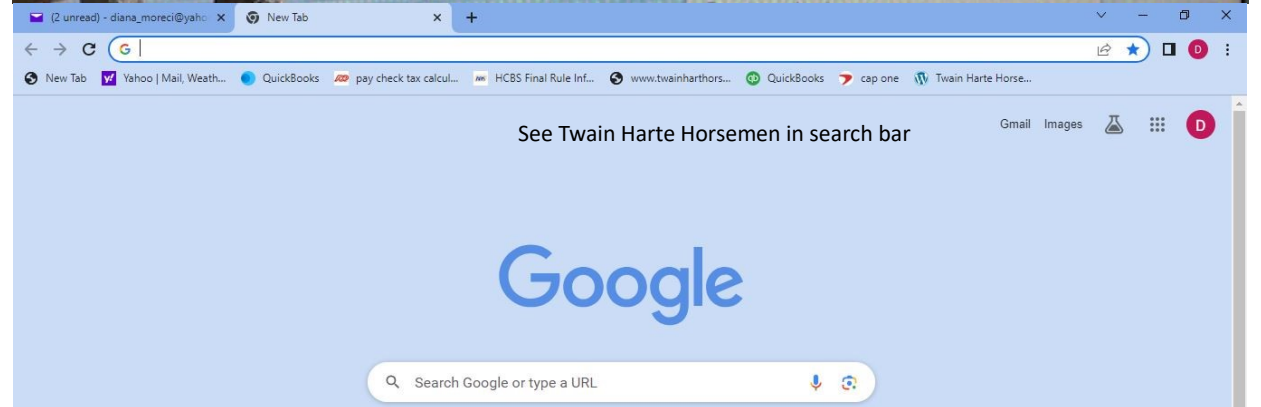 (2 unread) - diana_moreci@yaho
New Tab
G
New Tab
Yahoo | Mail, Weath...
QuickBooks
pay check tax calcul...
HCBS Final Rule Inf...
www.twainharthors...
QuickBooks
cap one
Twain Harte Horse...
D
See Twain Harte Horsemen in search bar
Gmail
Images
D
Google
Search Google or type a URL